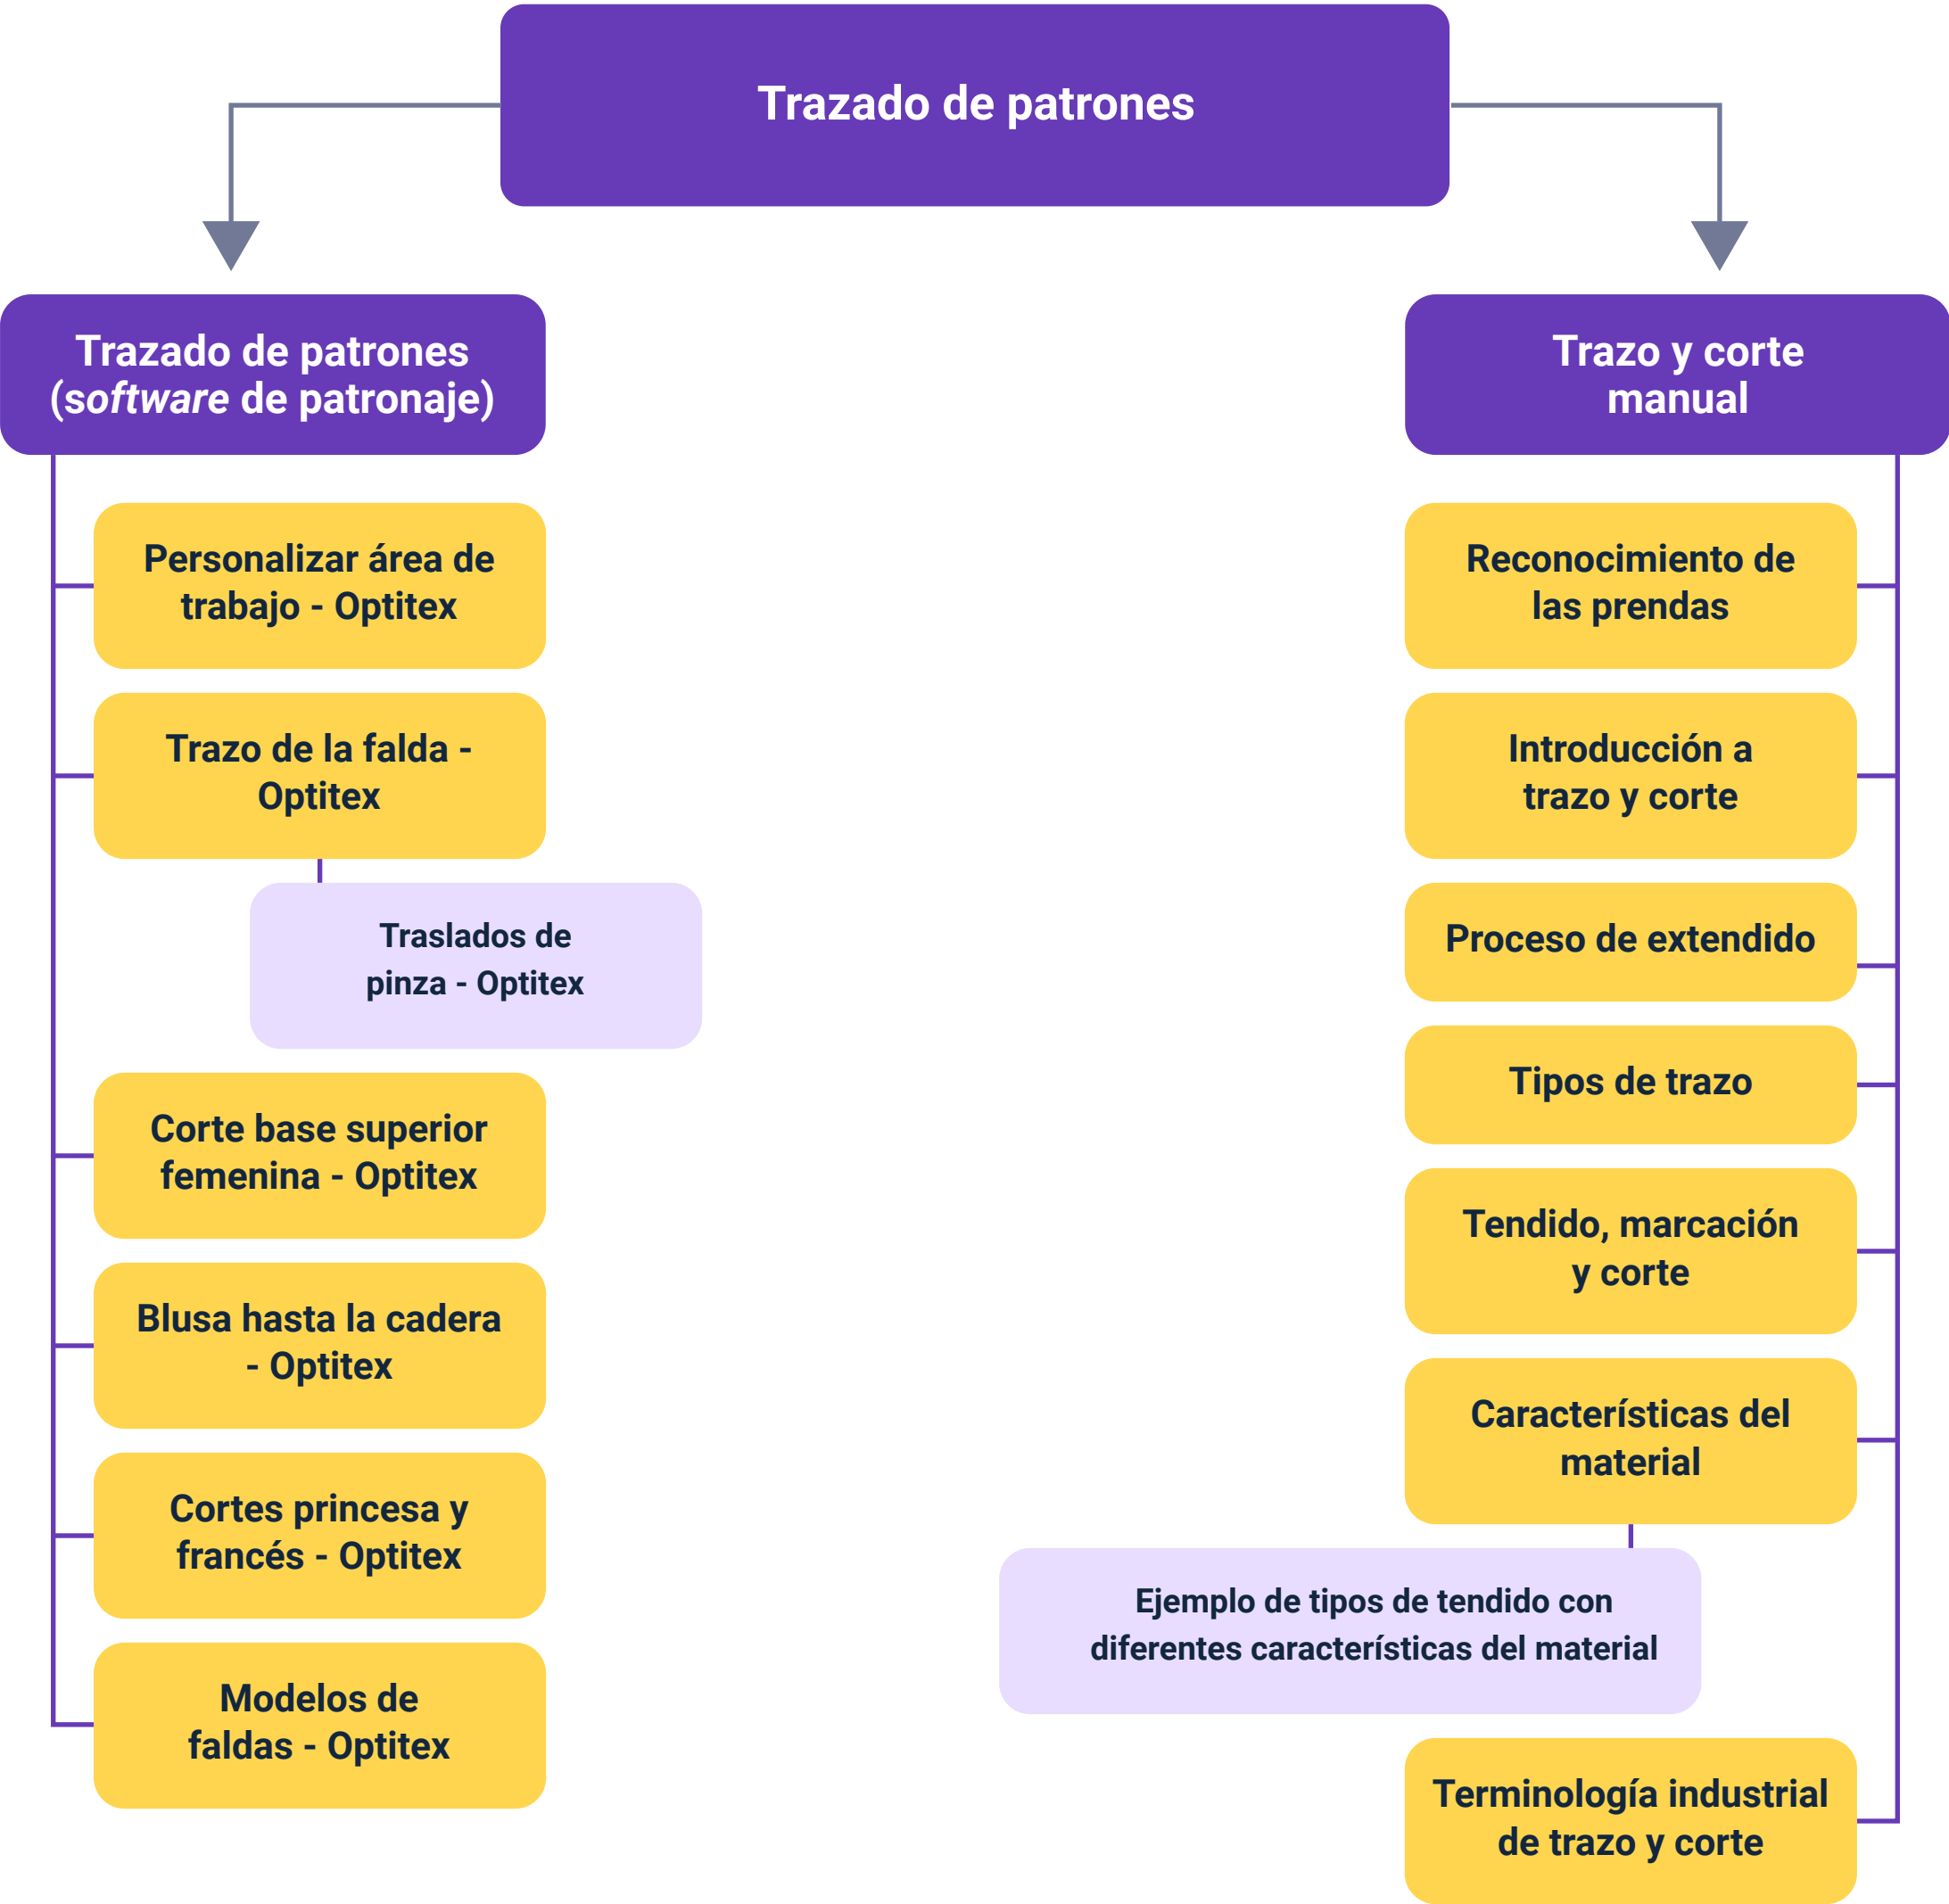 Trazado de patrones
Trazado de patrones
(software de patronaje)
Personalizar área de
trabajo - Optitex
Trazo de la falda -
Optitex
Traslados de
pinza - Optitex
Corte base superior
femenina - Optitex
Blusa hasta la cadera
- Optitex
Cortes princesa y
francés - Optitex
Modelos de
faldas - Optitex
Trazo y corte
manual
Reconocimiento de
las prendas
Introducción a
trazo y corte
Proceso de extendido
Tipos de trazo
Tendido, marcación
y corte
Características del
material
Ejemplo de tipos de tendido con
diferentes características del material
Terminología industrial
de trazo y corte